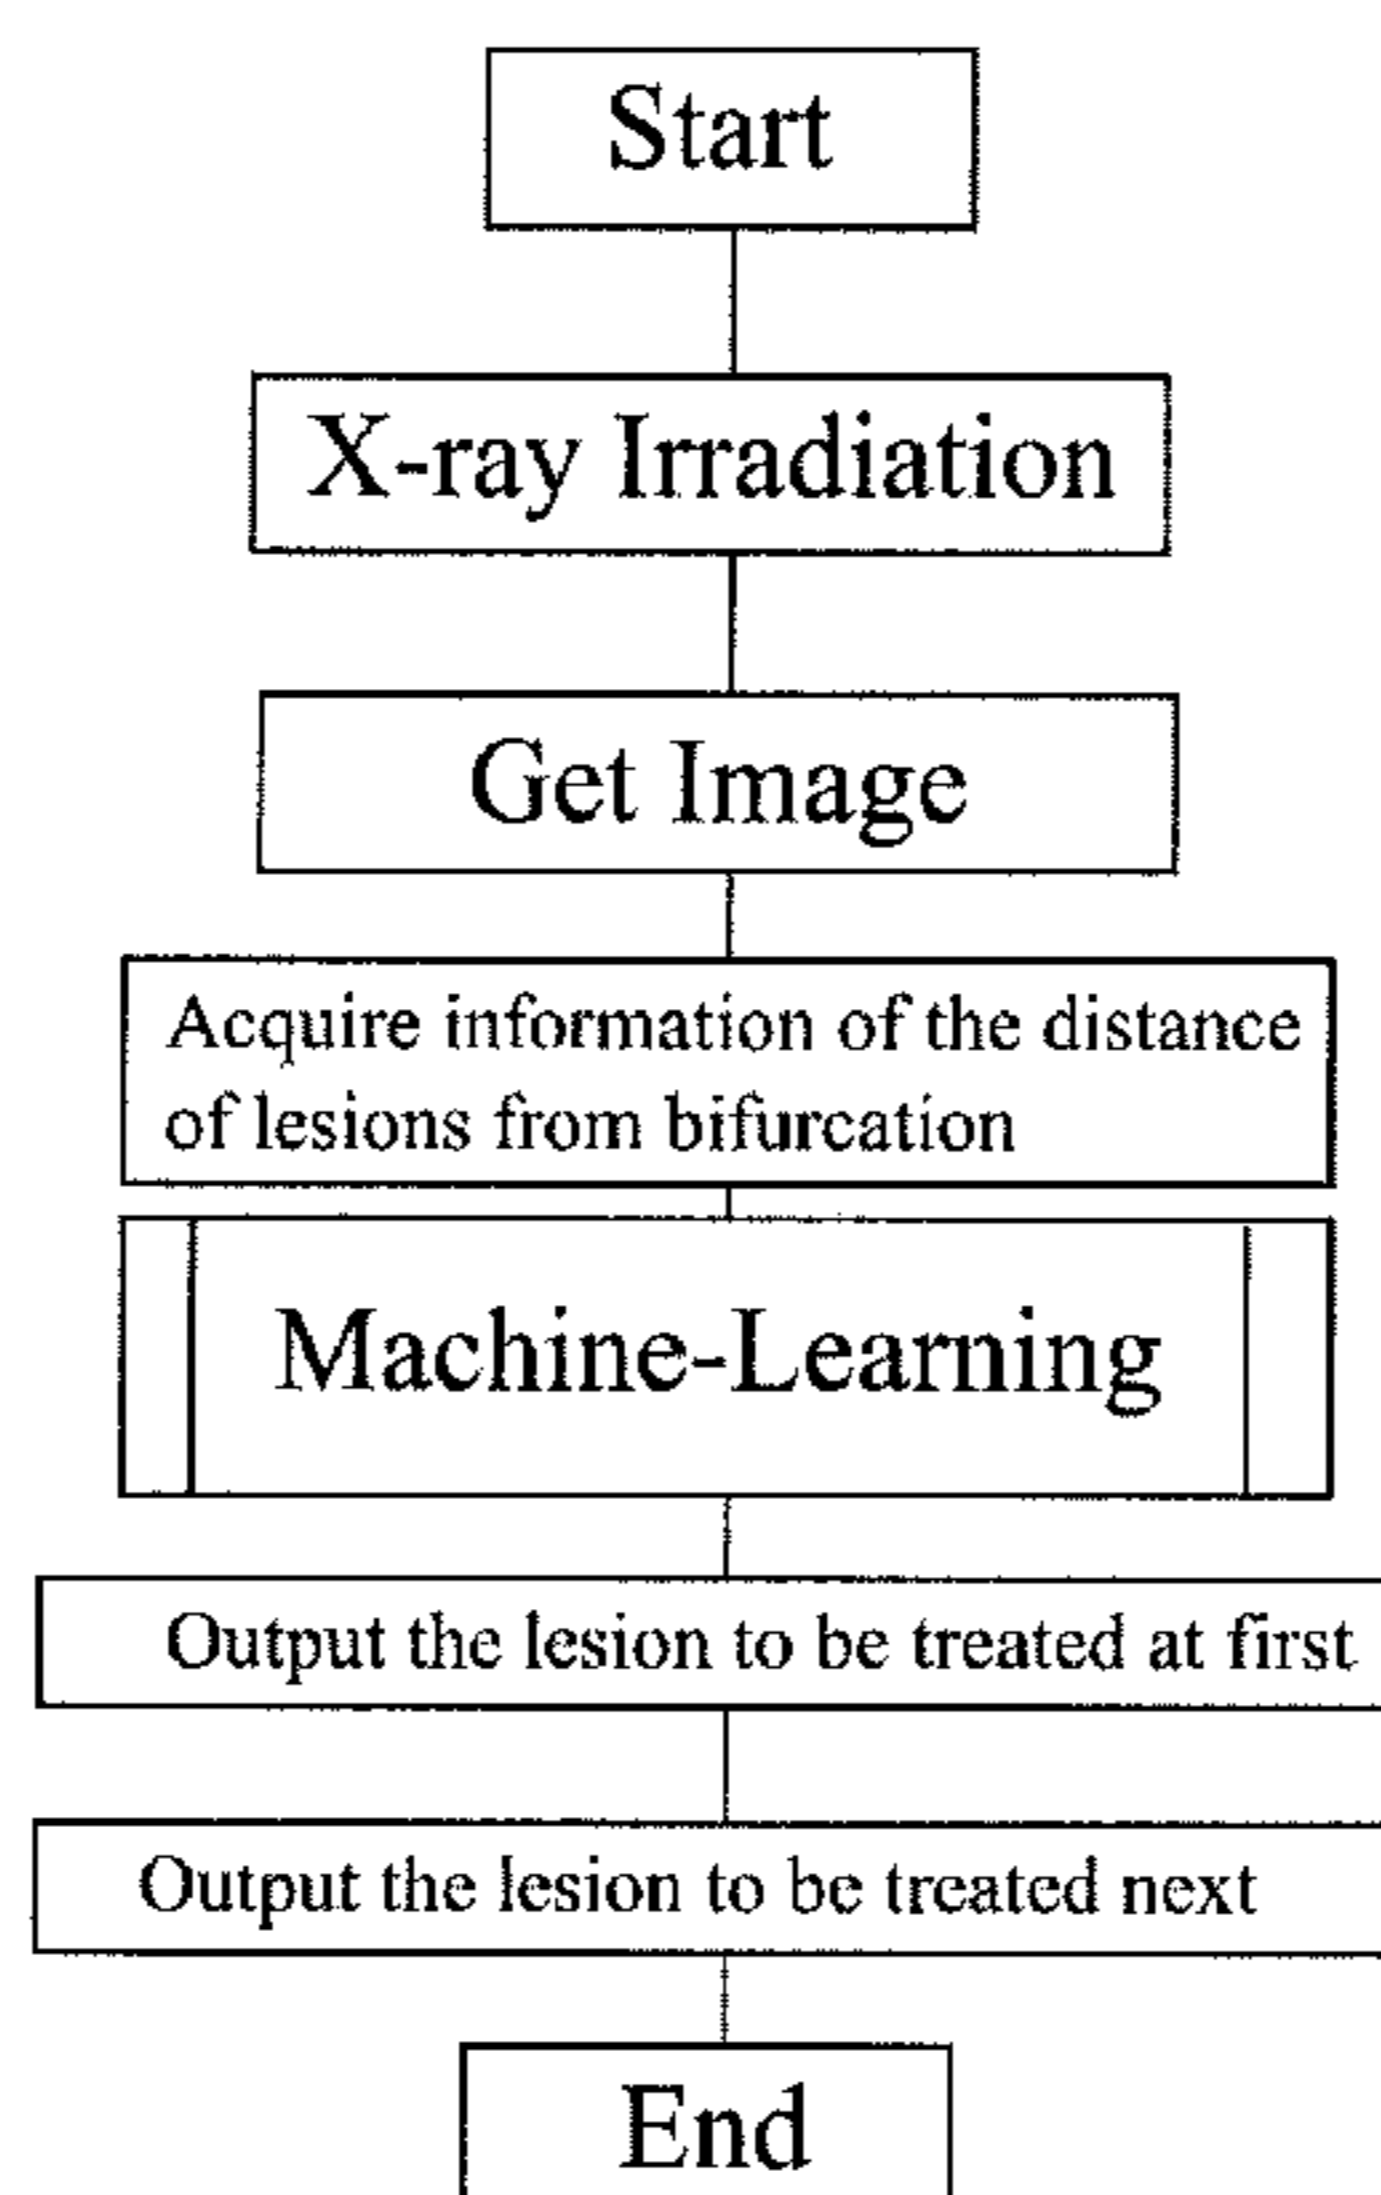 Start
X-ray Irradiation
Get Image
Acquire information of the distance
of lesions from bifurcation
Machine-Learning
Output the lesion to be treated at first
Output the lesion to be treated next
End